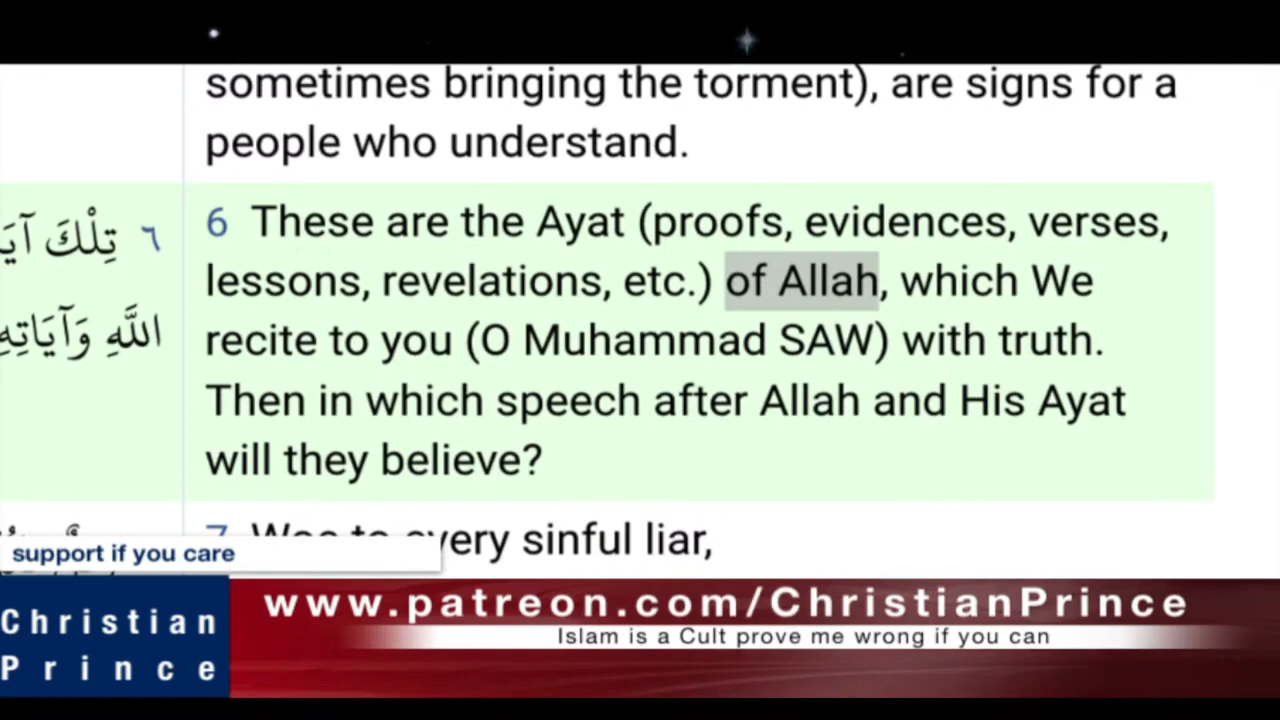 sometimes bringing the torment), are signs for a
people who understand.
٦ تِلْكَ
6 These are the Ayat (proofs, evidences, verses,
lessons, revelations, etc.) of Allah, which We
اللَّهِ وَآيَاتِهِ
recite to you (O Muhammad SAW) with truth.
Then in which speech after Allah and His Ayat
will they believe?
7 Woe to every sinful liar,
support if you care
Christian
Prince
www.patreon.com/ChristianPrince
Islam is a Cult prove me wrong if you can